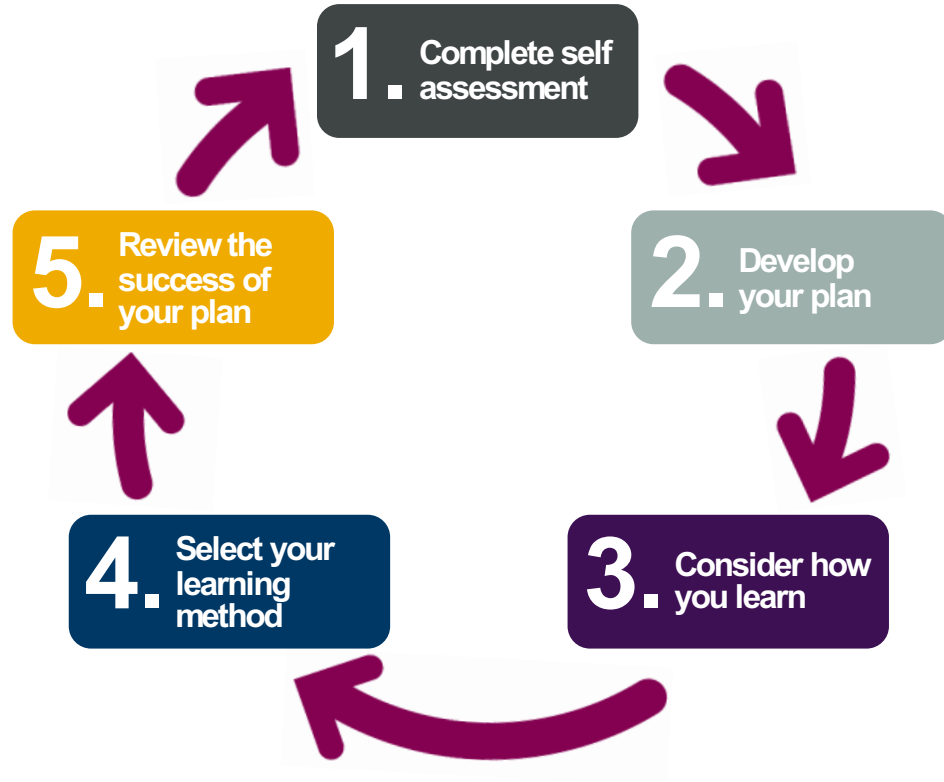 1. Complete self
assessment
2. Develop
your plan
3. Consider how
you learn
4. Select your
learning
method
5. Review the
success of
your plan